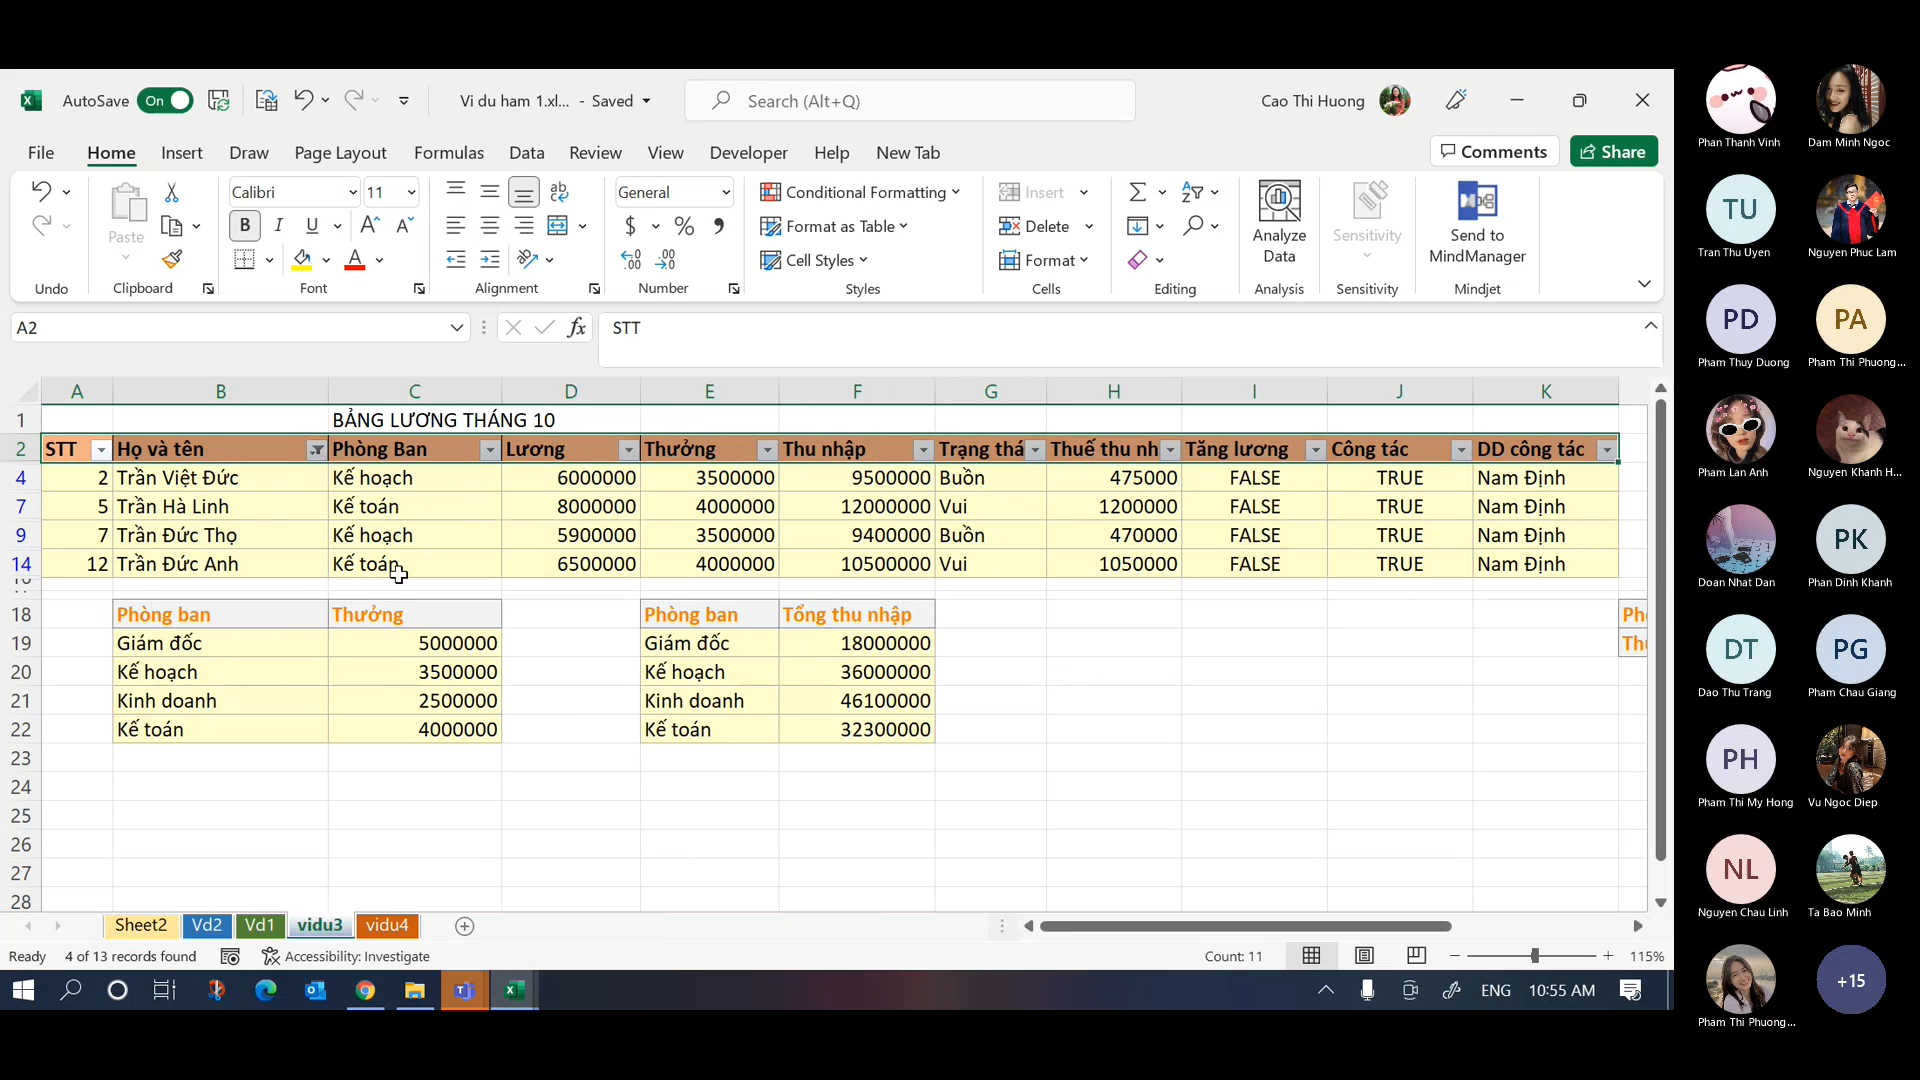 AutoSave On Vi du ham 1.xl... - Saved Search (Alt+Q) Cao Thi Huong
File Home Insert Draw Page Layout Formulas Data Review View Developer Help New Tab Comments Share
Paste Calibri 11 B I U General $ % Conditional Formatting Format as Table Cell Styles Insert Delete Format Analyze Data Sensitivity Send to MindManager
Undo Clipboard Font Alignment Number Styles Cells Editing Analysis Sensitivity Mindjet
A2 fx STT
A B C D E F G H I J K
1 BẢNG LƯƠNG THÁNG 10
2 STT Họ và tên Phòng Ban Lương Thưởng Thu nhập Trạng thá Thuế thu nh Tăng lương Công tác DD công tác
4 2 Trần Việt Đức Kế hoạch 6000000 3500000 9500000 Buồn 475000 FALSE TRUE Nam Định
7 5 Trần Hà Linh Kế toán 8000000 4000000 12000000 Vui 1200000 FALSE TRUE Nam Định
9 7 Trần Đức Thọ Kế hoạch 5900000 3500000 9400000 Buồn 470000 FALSE TRUE Nam Định
14 12 Trần Đức Anh Kế toán 6500000 4000000 10500000 Vui 1050000 FALSE TRUE Nam Định
18 Phòng ban Thưởng Phòng ban Tổng thu nhập
19 Giám đốc 5000000 Giám đốc 18000000
20 Kế hoạch 3500000 Kế hoạch 36000000
21 Kinh doanh 2500000 Kinh doanh 46100000
22 Kế toán 4000000 Kế toán 32300000
23
24
25
26
27
28
Sheet2 Vd2 Vd1 vidu3 vidu4
Ready 4 of 13 records found Accessibility: Investigate Count: 11 115%
ENG 10:55 AM
Phan Thanh Vinh Dam Minh Ngoc
TU
Tran Thu Uyen Nguyen Phuc Lam
PD PA
Pham Thuy Duong Pham Thi Phuong...
Pham Lan Anh Nguyen Khanh H...
PK
Doan Nhat Dan Phan Dinh Khanh
DT PG
Dao Thu Trang Pham Chau Giang
PH
Pham Thi My Hong Vu Ngoc Diep
NL
Nguyen Chau Linh Ta Bao Minh
+15
Pham Thi Phuong...